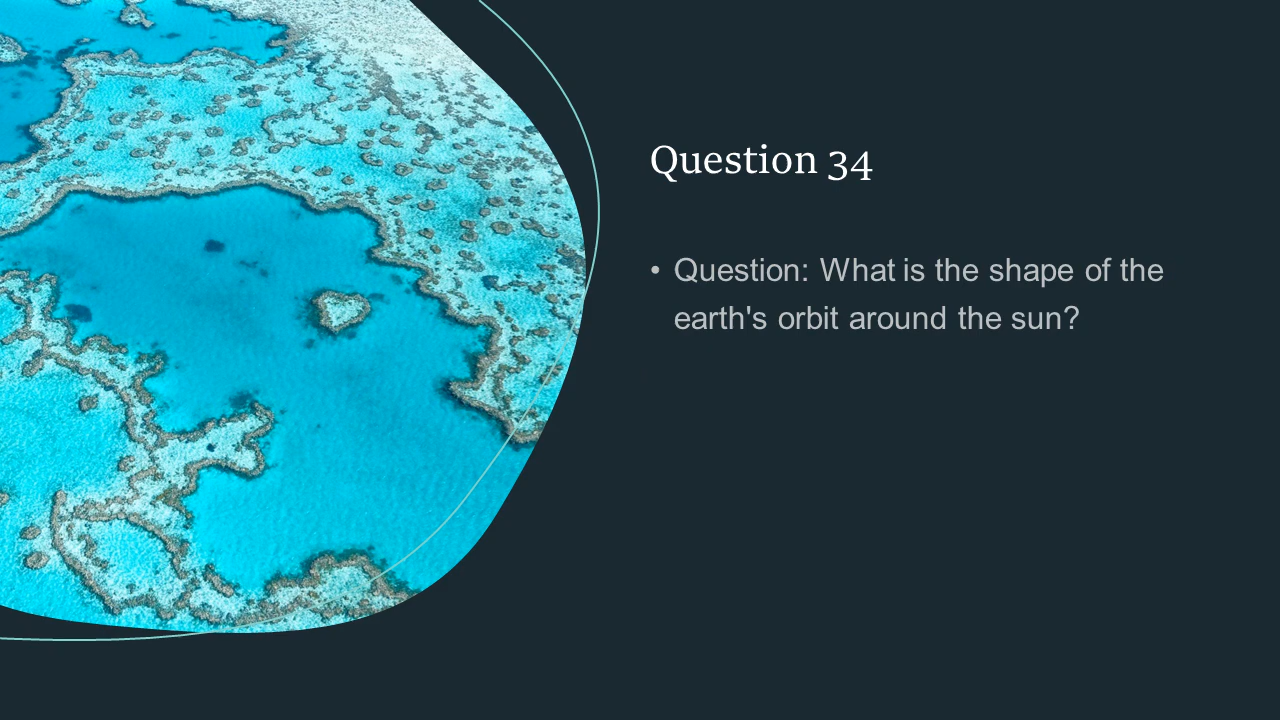 Question 34
• Question: What is the shape of the
earth's orbit around the sun?